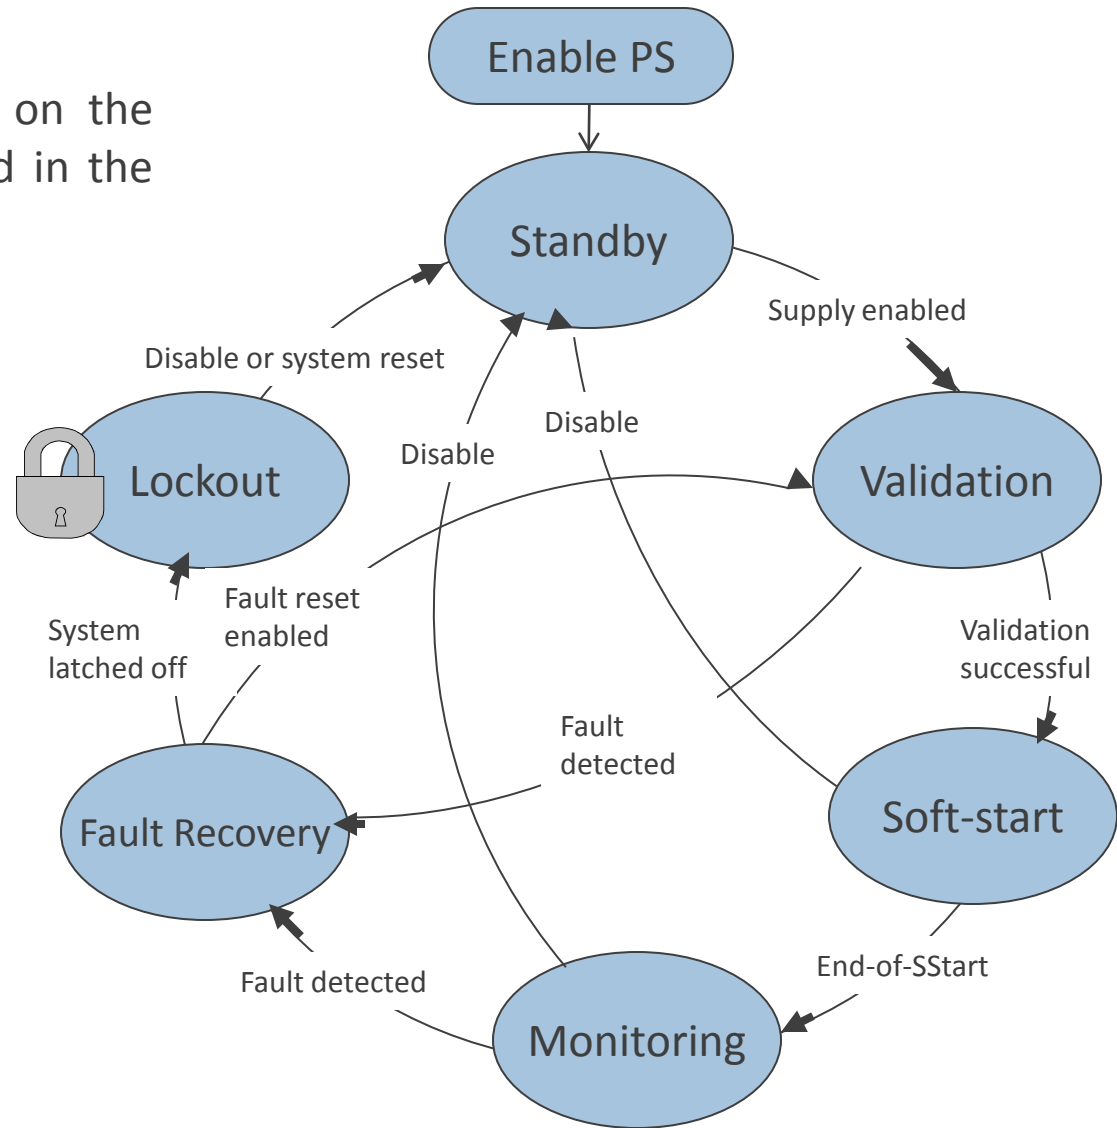 Enable PS
on the
d in the
Standby
Supply enabled
Disable or system reset
Disable
Disable
Lockout
Validation
Fault reset
enabled
System
latched off
Validation
successful
Fault
detected
Fault Recovery
Soft-start
Fault detected
End-of-SStart
Monitoring